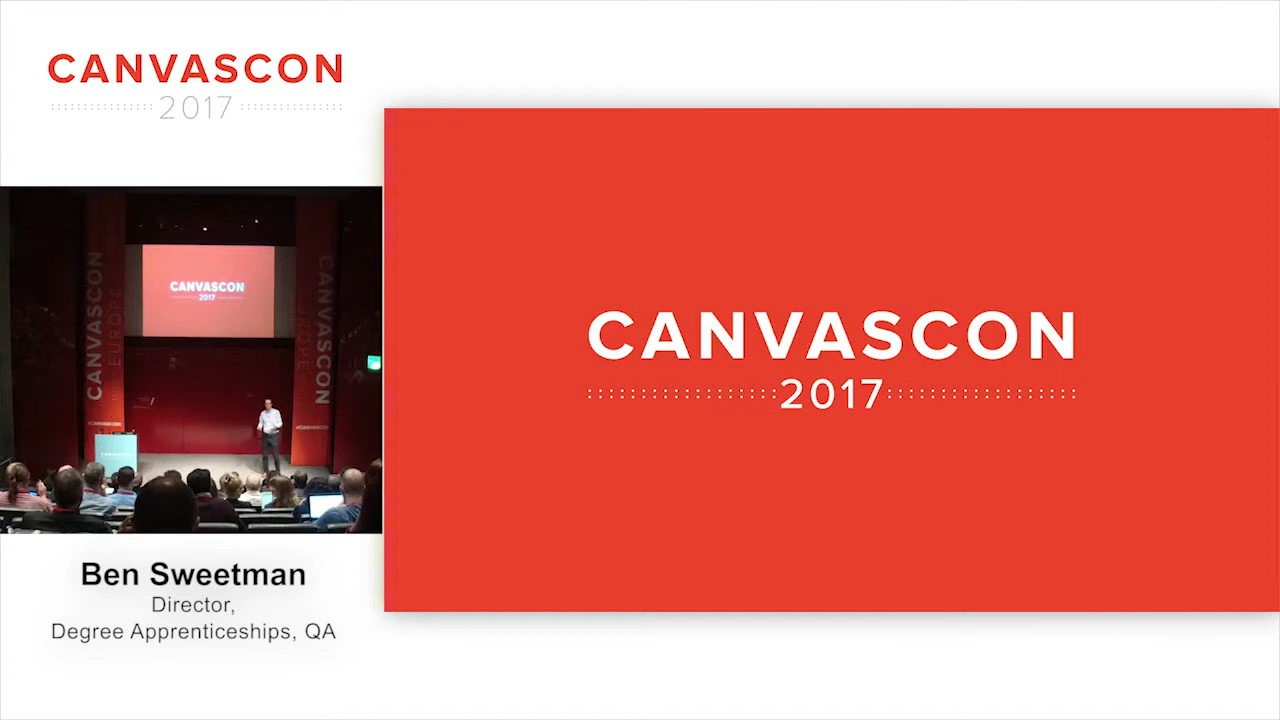 CANVASCON
2017
CANVASCON
2017
CANVASCON
EUROPE
CANVASCON
EUROPE
CANVASCON
2017
Ben Sweetman
Director,
Degree Apprenticeships, QA